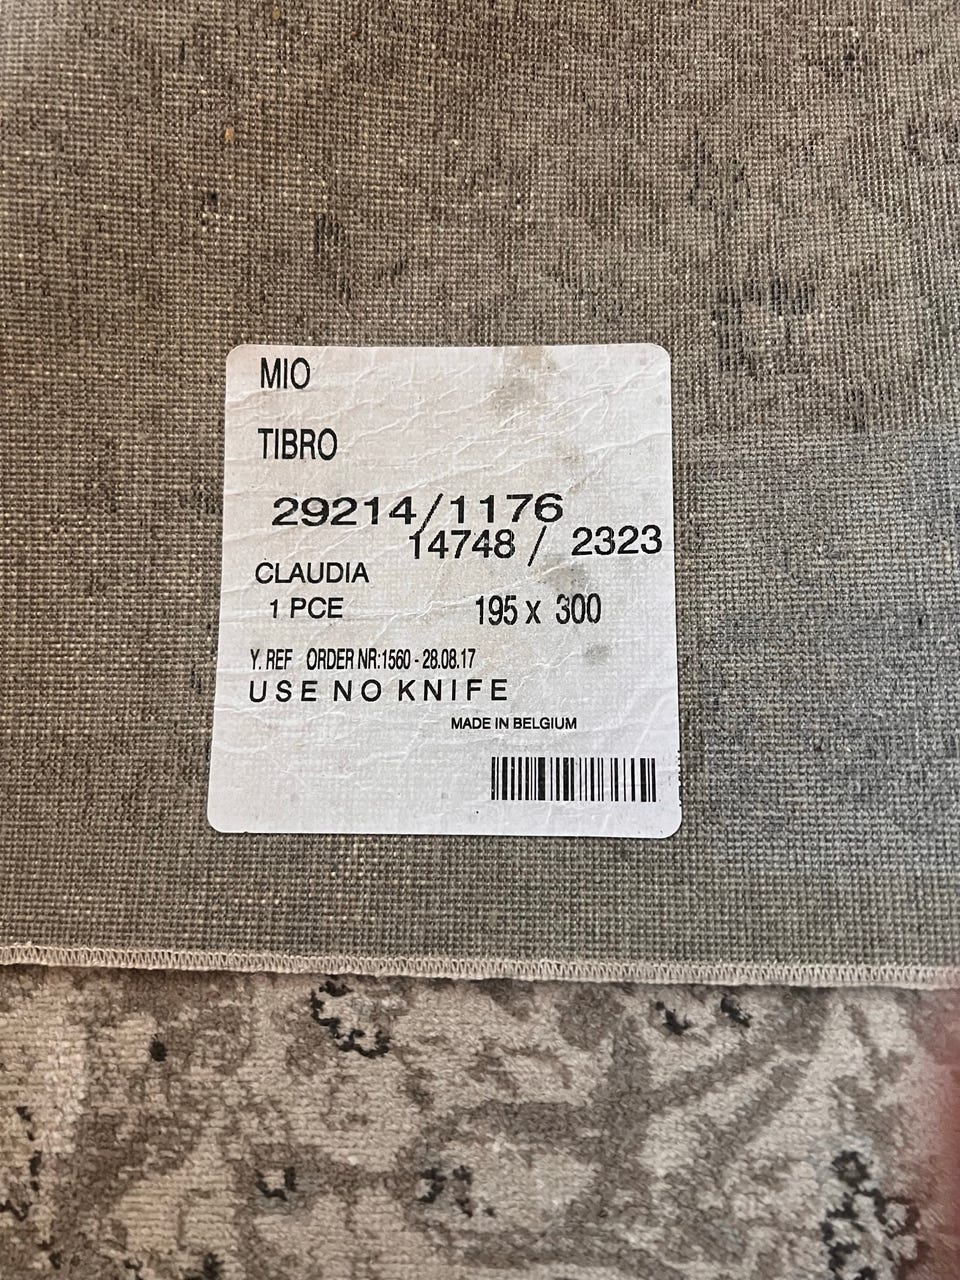 MIO
TIBRO
29214/1176
14748 / 2323
CLAUDIA
1 PCE 195 x 300
Y. REF ORDER NR:1560 - 28.08.17
USE NO KNIFE
MADE IN BELGIUM